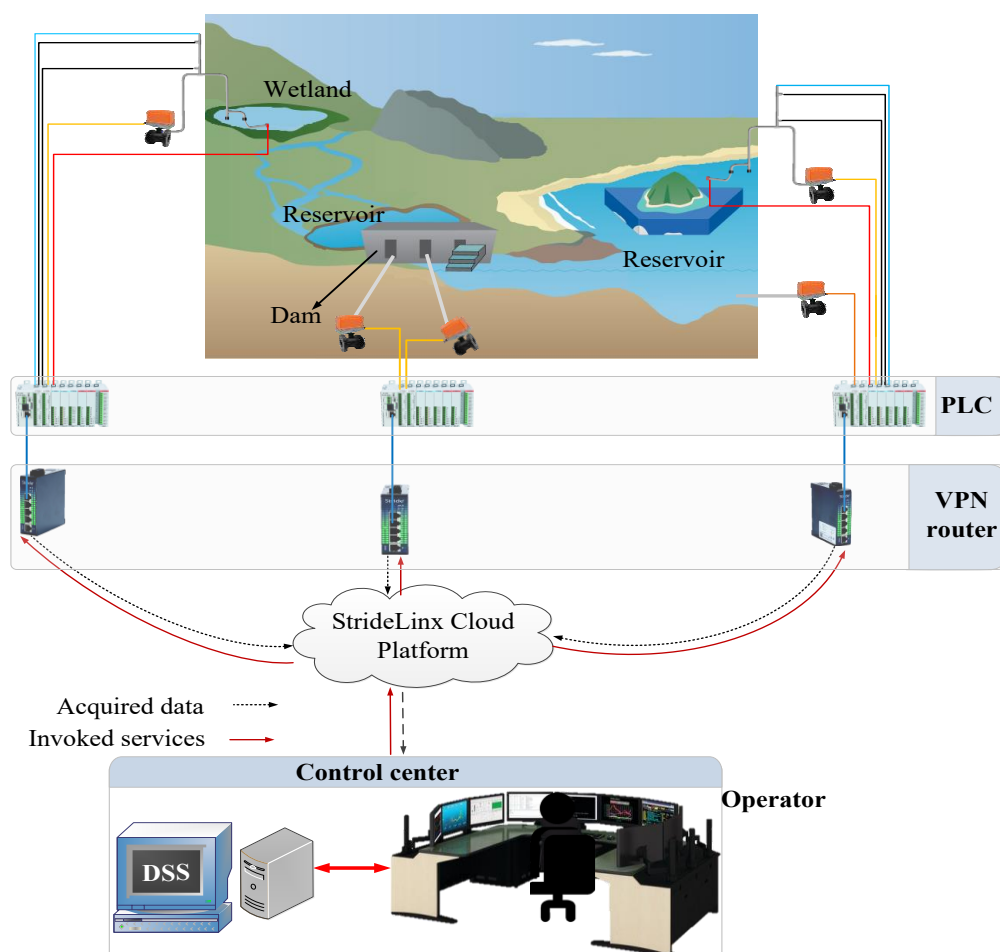 Wetland
Reservoir
Reservoir
Dam
PLC
VPN
router
StrideLinx Cloud
Platform
Acquired data
Invoked services
Control center
Operator
DSS